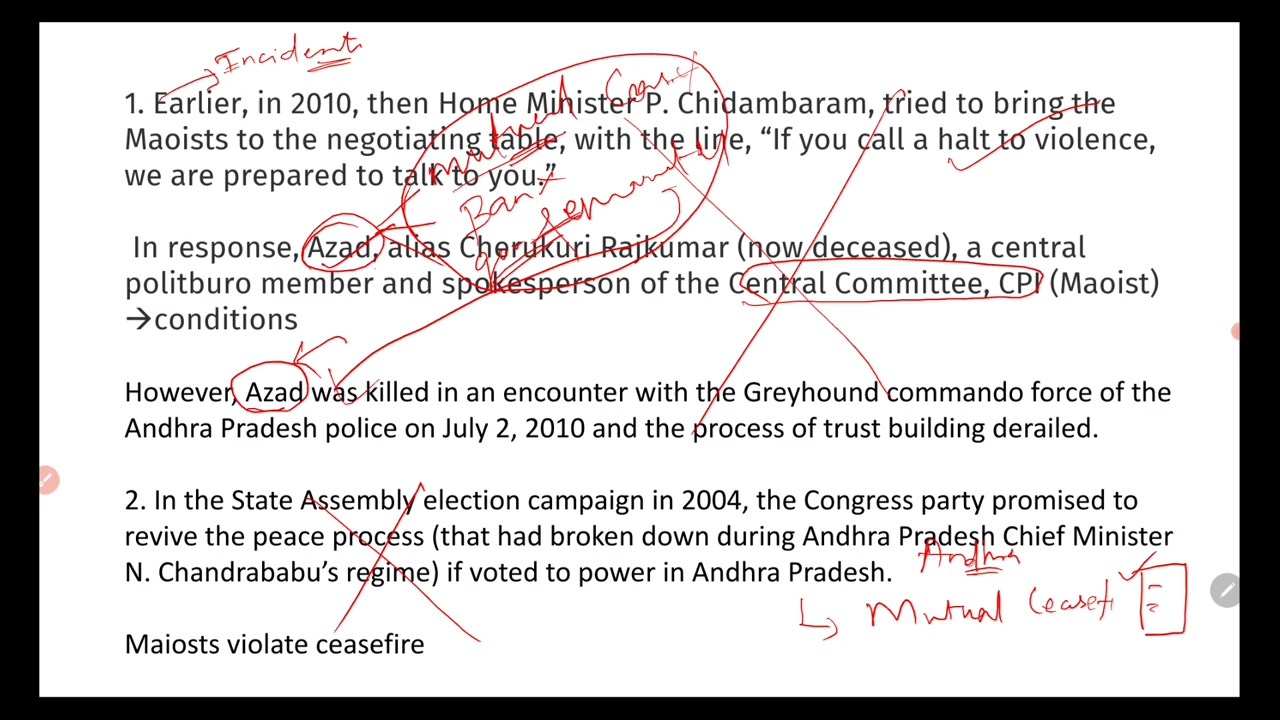 Incident
1. Earlier, in 2010, then Home Minister P. Chidambaram, tried to bring the
Maoists to the negotiating table, with the line, “If you call a halt to violence,
we are prepared to talk to you.”
mutual
Ban
In response, Azad, alias Cherukuri Rajkumar (now deceased), a central
politburo member and spokesperson of the Central Committee, CPI (Maoist)
→conditions
However, Azad was killed in an encounter with the Greyhound commando force of the
Andhra Pradesh police on July 2, 2010 and the process of trust building derailed.
2. In the State Assembly election campaign in 2004, the Congress party promised to
revive the peace process (that had broken down during Andhra Pradesh Chief Minister
N. Chandrababu’s regime) if voted to power in Andhra Pradesh.
Andhra
Mutual Ceasef
Maiosts violate ceasefire